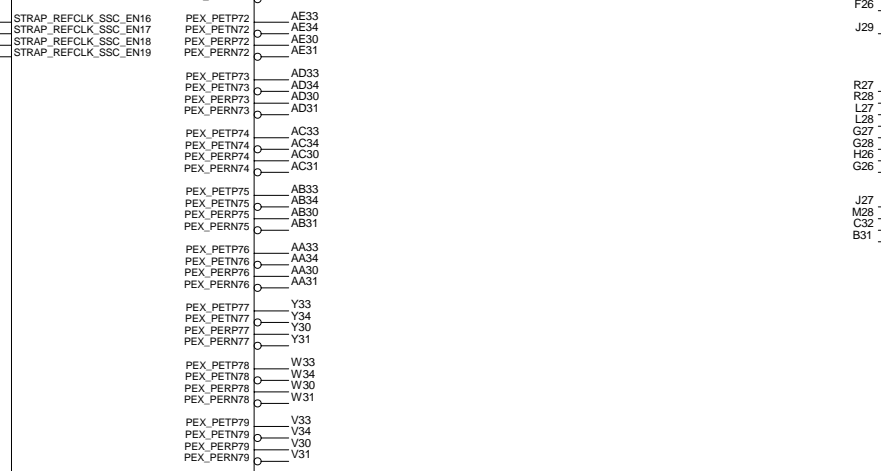 F26
STRAP_REFCLK_SSC_EN16 PEX_PETP72 AE33
STRAP_REFCLK_SSC_EN17 PEX_PETN72 AE34 J29
STRAP_REFCLK_SSC_EN18 PEX_PERP72 AE30
STRAP_REFCLK_SSC_EN19 PEX_PERN72 AE31
PEX_PETP73 AD33
PEX_PETN73 AD34 R27
PEX_PERP73 AD30 R28
PEX_PERN73 AD31 L27
L28
PEX_PETP74 AC33 G27
PEX_PETN74 AC34 G28
PEX_PERP74 AC30 H26
PEX_PERN74 AC31 G26
PEX_PETP75 AB33
PEX_PETN75 AB34 J27
PEX_PERP75 AB30 M28
PEX_PERN75 AB31 C32
B31
PEX_PETP76 AA33
PEX_PETN76 AA34
PEX_PERP76 AA30
PEX_PERN76 AA31
PEX_PETP77 Y33
PEX_PETN77 Y34
PEX_PERP77 Y30
PEX_PERN77 Y31
PEX_PETP78 W33
PEX_PETN78 W34
PEX_PERP78 W30
PEX_PERN78 W31
PEX_PETP79 V33
PEX_PETN79 V34
PEX_PERP79 V30
PEX_PERN79 V31